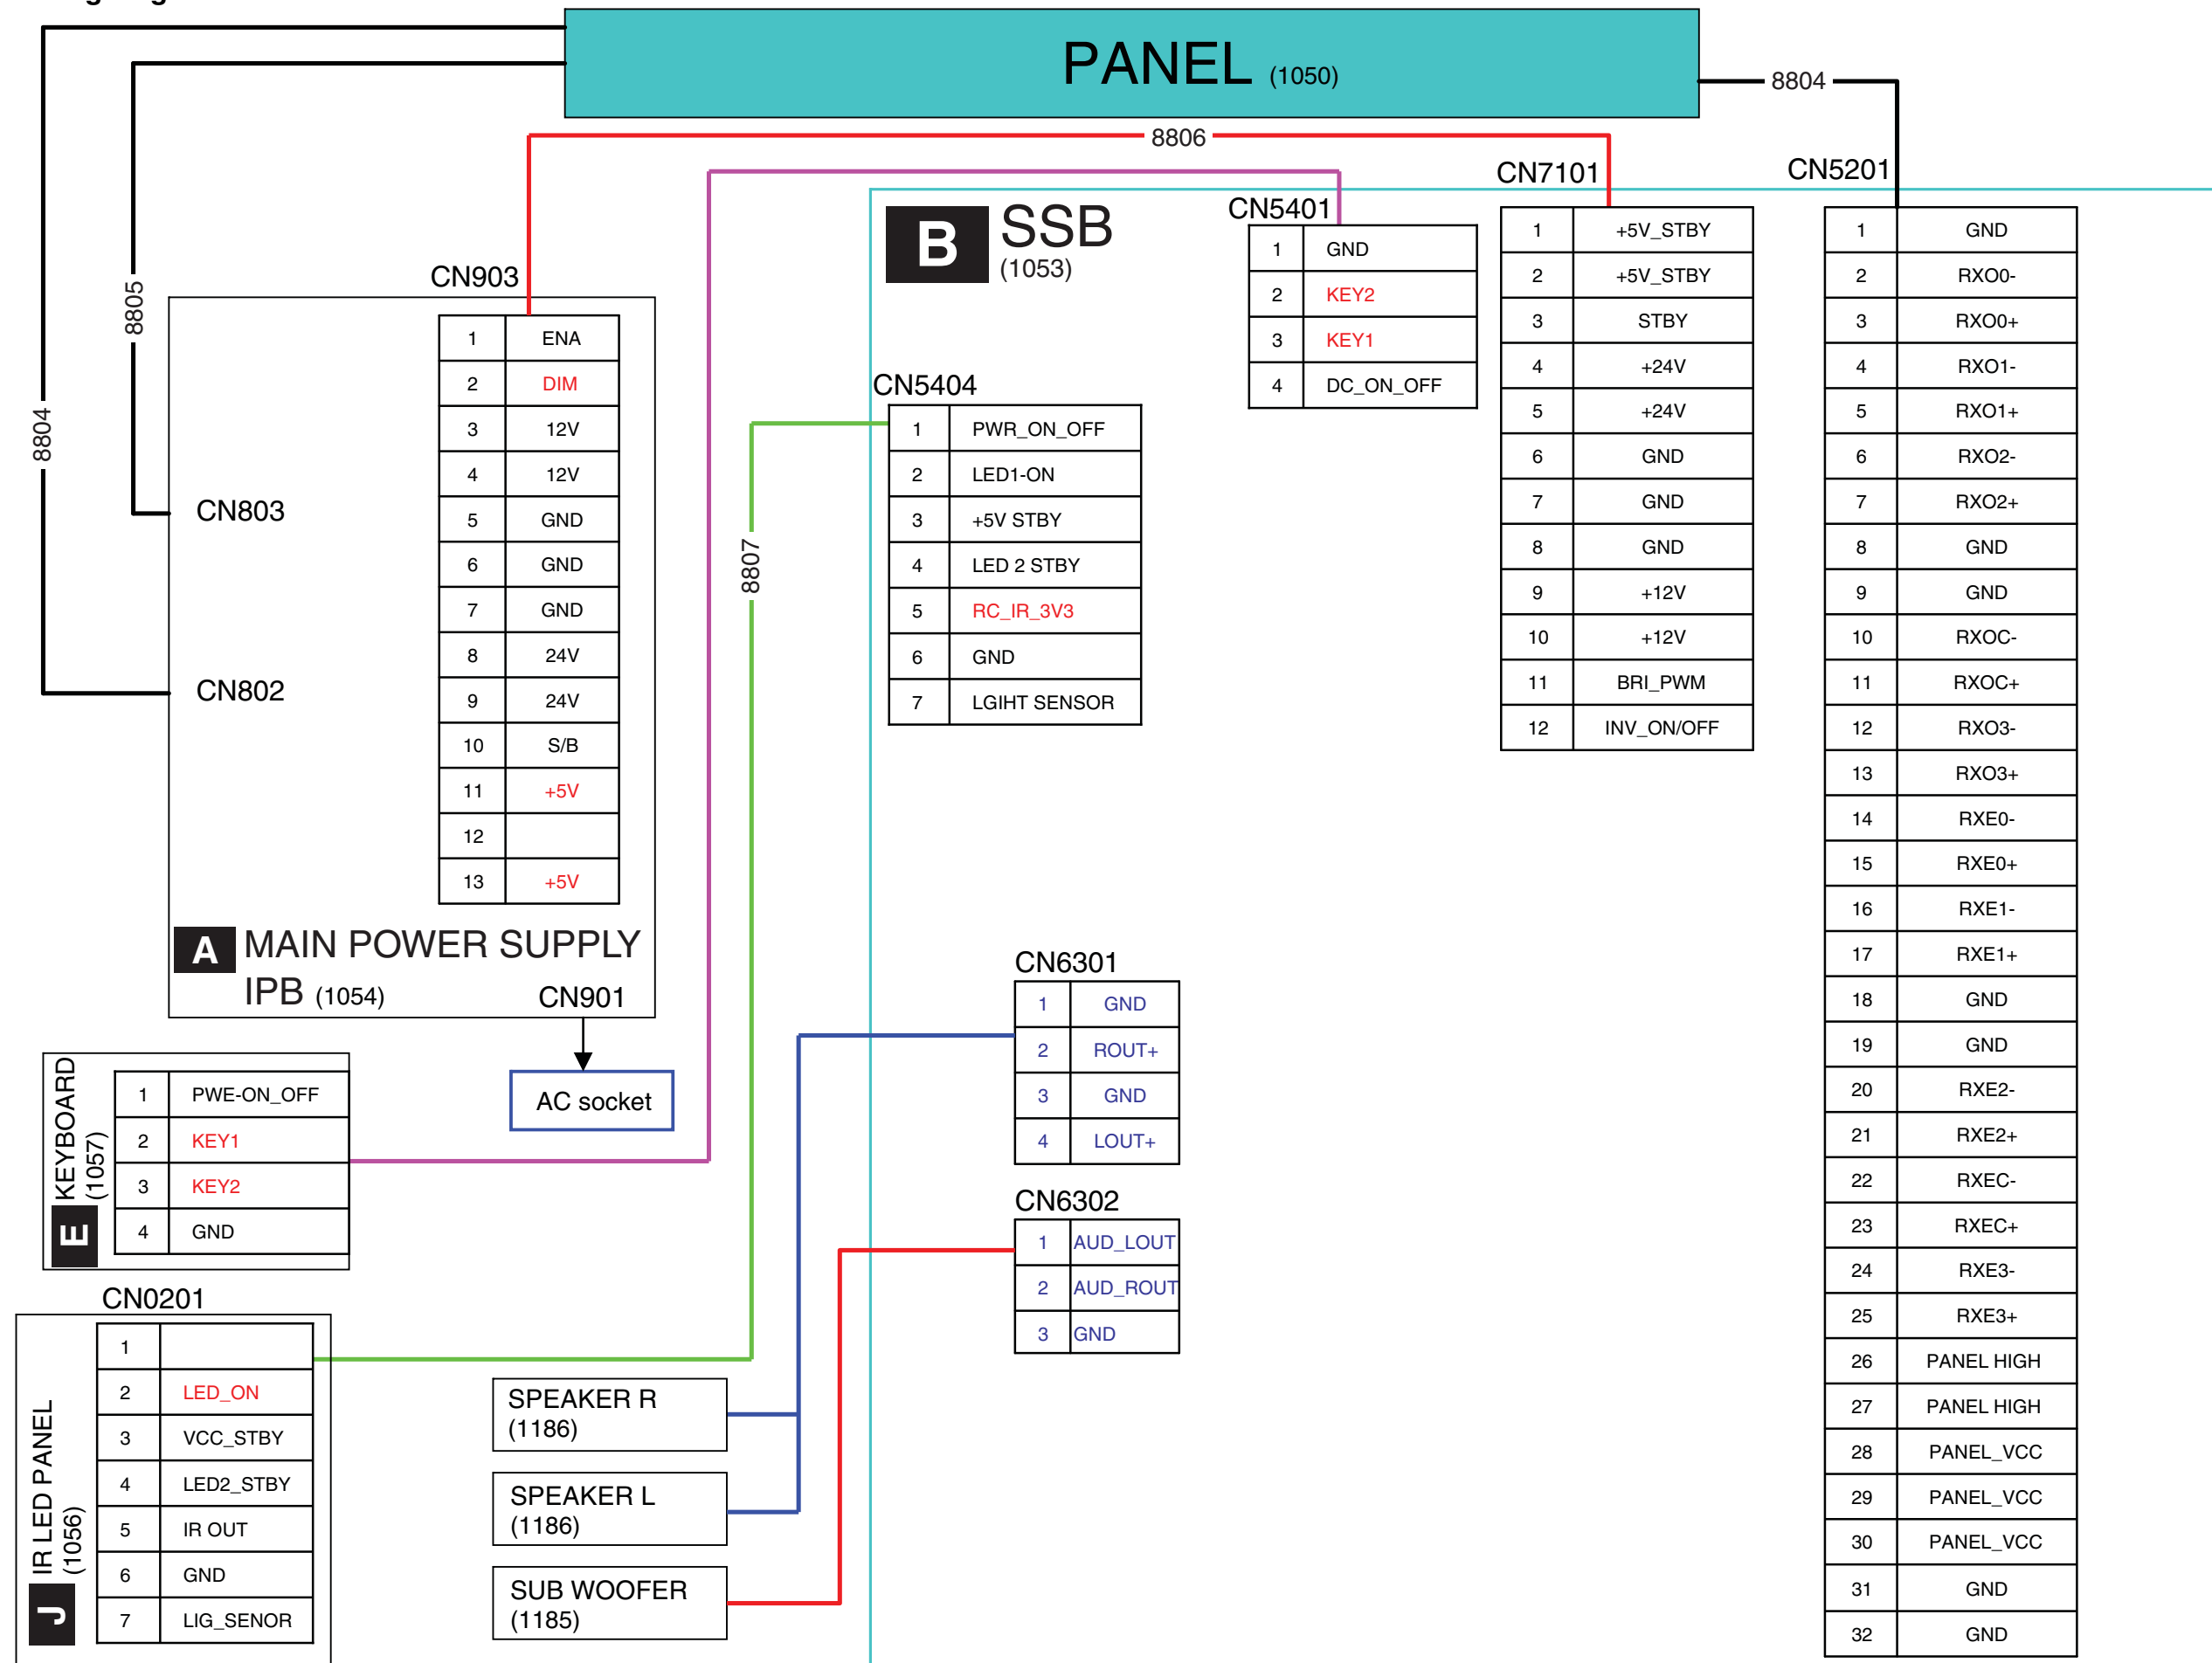 PANEL (1050)
8804
8806
8805
8804
8807
CN903
1 ENA
2 DIM
3 12V
4 12V
5 GND
6 GND
7 GND
8 24V
9 24V
10 S/B
11 +5V
12
13 +5V
CN803
CN802
A MAIN POWER SUPPLY
IPB (1054)
CN901
AC socket
B SSB
(1053)
CN5401
1 GND
2 KEY2
3 KEY1
4 DC_ON_OFF
CN5404
1 PWR_ON_OFF
2 LED1-ON
3 +5V STBY
4 LED 2 STBY
5 RC_IR_3V3
6 GND
7 LGIHT SENSOR
CN7101
1 +5V_STBY
2 +5V_STBY
3 STBY
4 +24V
5 +24V
6 GND
7 GND
8 GND
9 +12V
10 +12V
11 BRI_PWM
12 INV_ON/OFF
CN5201
1 GND
2 RXO0-
3 RXO0+
4 RXO1-
5 RXO1+
6 RXO2-
7 RXO2+
8 GND
9 GND
10 RXOC-
11 RXOC+
12 RXO3-
13 RXO3+
14 RXE0-
15 RXE0+
16 RXE1-
17 RXE1+
18 GND
19 GND
20 RXE2-
21 RXE2+
22 RXEC-
23 RXEC+
24 RXE3-
25 RXE3+
26 PANEL HIGH
27 PANEL HIGH
28 PANEL_VCC
29 PANEL_VCC
30 PANEL_VCC
31 GND
32 GND
CN6301
1 GND
2 ROUT+
3 GND
4 LOUT+
CN6302
1 AUD_LOUT
2 AUD_ROUT
3 GND
E KEYBOARD
(1057)
1 PWE-ON_OFF
2 KEY1
3 KEY2
4 GND
CN0201
J IR LED PANEL
(1056)
1
2 LED_ON
3 VCC_STBY
4 LED2_STBY
5 IR OUT
6 GND
7 LIG_SENOR
SPEAKER R
(1186)
SPEAKER L
(1186)
SUB WOOFER
(1185)